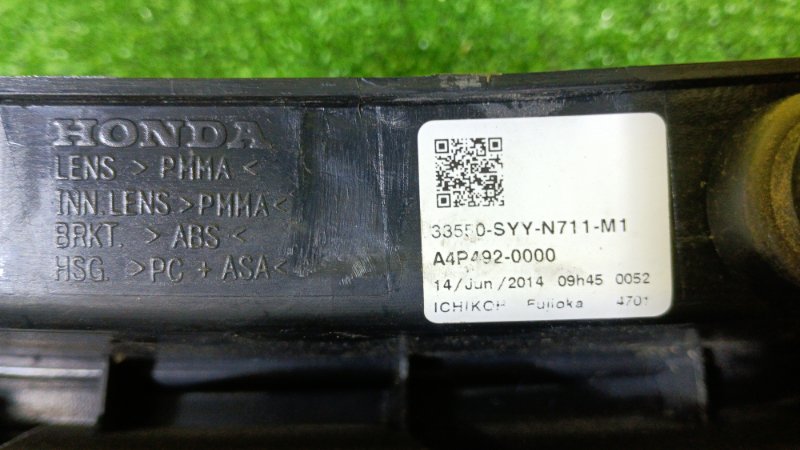 HONDA
LENS > PMMA <
INN.LENS > PMMA <
BRKT. > ABS <
HSG. > PC + ASA <
33550-SYY-N711-M1
A4P492-0000
14/Jun/2014 09h45 0052
ICHIKOH Fujioka 4701